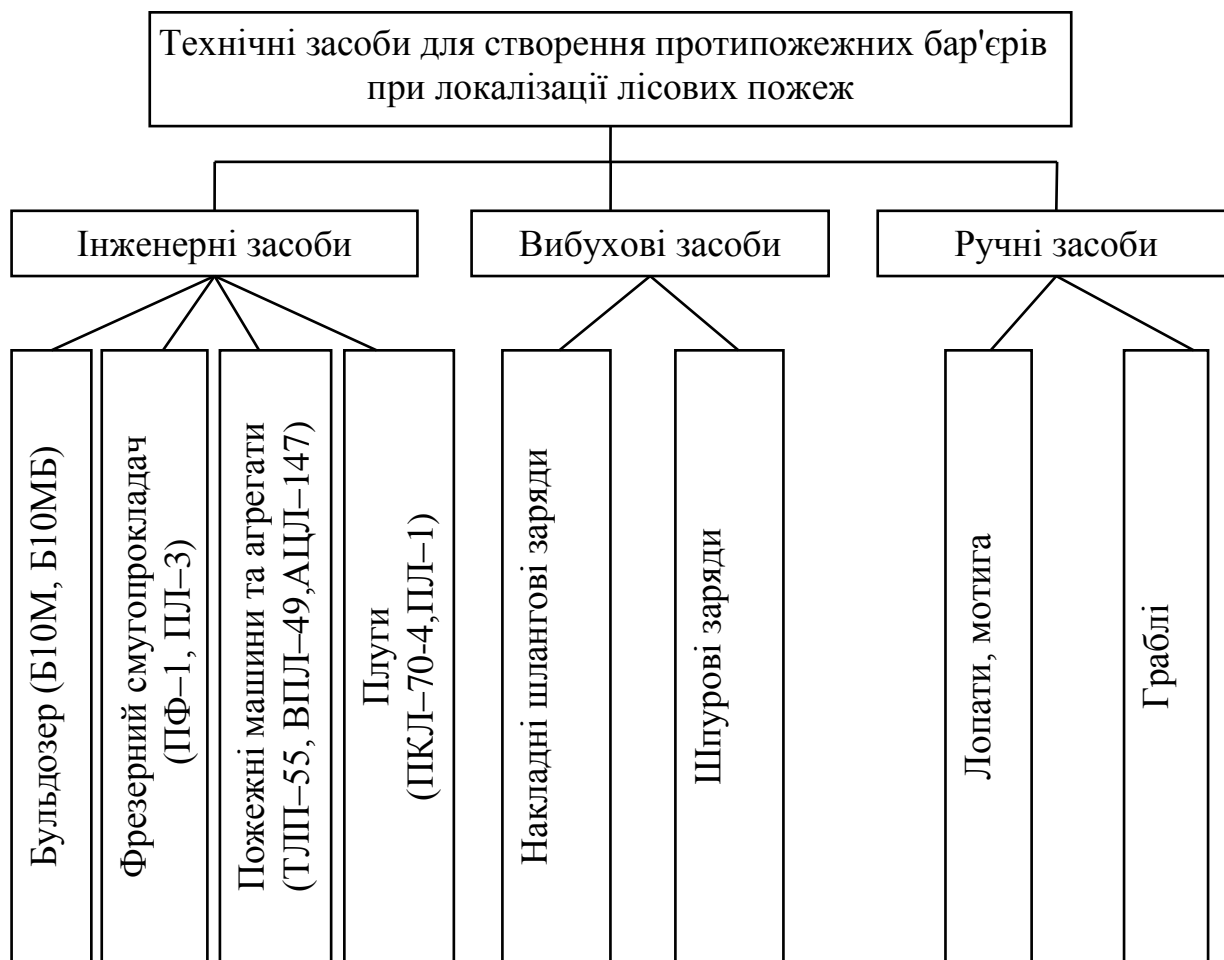 Технічні засоби для створення протипожежних бар'єрів
при локалізації лісових пожеж
Інженерні засоби
Вибухові засоби
Ручні засоби
Бульдозер (Б10М, Б10МБ)
Фрезерний смугопрокладач
(ПФ–1, ПЛ–3)
Пожежні машини та агрегати
(ТЛП–55, ВПЛ–49,АЦЛ–147)
Плуги
(ПКЛ–70-4,ПЛ–1)
Накладні шлангові заряди
Шпурові заряди
Лопати, мотига
Граблі